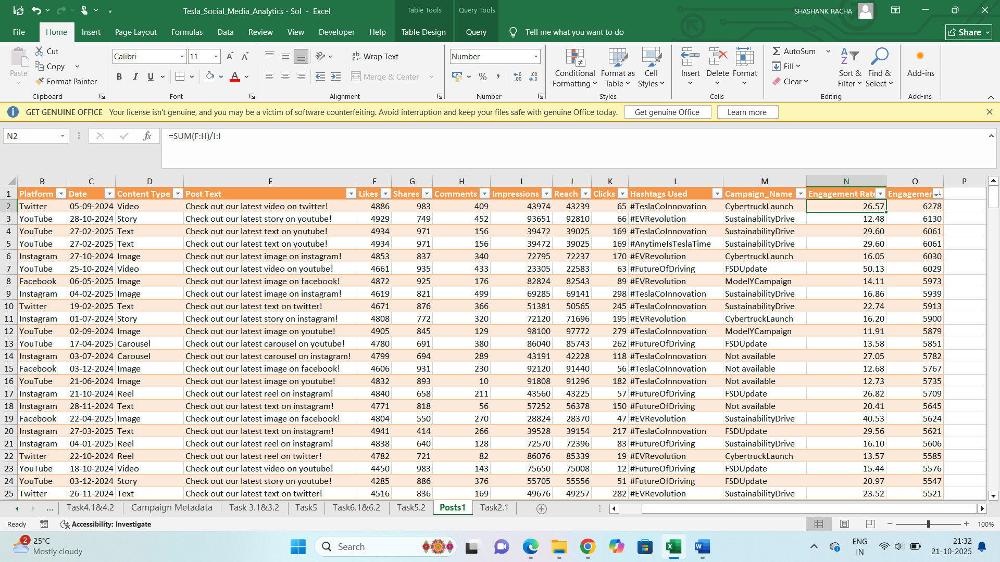 Tesla_Social_Media_Analytics - Sol - Excel
Table Tools
Query Tools
SHASHANK RACHA
File Home Insert Page Layout Formulas Data Review View Developer Help Table Design Query Tell me what you want to do Share
Paste
Cut
Copy
Format Painter
Clipboard
Calibri 11
B I U A
Font
Wrap Text
Merge & Center
Alignment
Number
% ,
Number
Conditional Formatting
Format as Table
Cell Styles
Styles
Insert Delete Format
Cells
AutoSum
Fill
Clear
Sort & Filter
Find & Select
Editing
Add-ins
Add-ins
GET GENUINE OFFICE Your license isn't genuine, and you may be a victim of software counterfeiting. Avoid interruption and keep your files safe with genuine Office today. Get genuine Office Learn more
N2 fx =SUM(F:H)/I:I
B C D E F G H I J K L M N O P
1 Platform Date Content Type Post Text Likes Shares Comments Impressions Reach Clicks Hashtags Used Campaign_Name Engagement Rate Engagemer
2 Twitter 05-09-2024 Video Check out our latest video on twitter! 4886 983 409 43974 43239 65 #TeslaCoInnovation CybertruckLaunch 26.57 6278
3 YouTube 28-10-2024 Story Check out our latest story on youtube! 4929 749 452 93651 92810 66 #EVRevolution SustainabilityDrive 12.48 6130
4 YouTube 27-02-2025 Text Check out our latest text on youtube! 4934 971 156 39472 39025 169 #TeslaCoInnovation SustainabilityDrive 29.60 6061
5 YouTube 27-02-2025 Text Check out our latest text on youtube! 4934 971 156 39472 39025 169 #AnytimeIsTeslaTime SustainabilityDrive 29.60 6061
6 Instagram 27-10-2024 Image Check out our latest image on instagram! 4853 837 340 72795 72237 170 #EVRevolution CybertruckLaunch 16.05 6030
7 YouTube 25-10-2024 Video Check out our latest video on youtube! 4661 935 433 23305 22583 63 #FutureOfDriving FSDUpdate 50.13 6029
8 Facebook 06-05-2025 Image Check out our latest image on facebook! 4872 925 176 82824 82543 89 #EVRevolution ModelYCampaign 14.11 5973
9 Instagram 04-02-2025 Image Check out our latest image on instagram! 4619 821 499 69285 69141 298 #TeslaCoInnovation SustainabilityDrive 16.86 5939
10 Twitter 19-02-2025 Text Check out our latest text on twitter! 4671 876 366 51381 50565 245 #TeslaCoInnovation SustainabilityDrive 22.74 5913
11 Instagram 01-07-2024 Story Check out our latest story on instagram! 4808 772 320 72120 71696 195 #EVRevolution CybertruckLaunch 16.20 5900
12 YouTube 02-09-2024 Image Check out our latest image on youtube! 4905 845 129 98100 97772 279 #TeslaCoInnovation ModelYCampaign 11.91 5879
13 YouTube 17-04-2025 Carousel Check out our latest carousel on youtube! 4780 691 380 86040 85743 262 #FutureOfDriving FSDUpdate 13.58 5851
14 Instagram 03-07-2024 Carousel Check out our latest carousel on instagram! 4799 694 289 43191 42228 118 #TeslaCoInnovation Not available 27.05 5782
15 Facebook 03-12-2024 Image Check out our latest image on facebook! 4606 931 230 92120 91440 56 #TeslaCoInnovation Not available 12.68 5767
16 YouTube 21-06-2024 Image Check out our latest image on youtube! 4832 893 10 91808 91296 182 #TeslaCoInnovation Not available 12.73 5735
17 Instagram 21-10-2024 Reel Check out our latest reel on instagram! 4840 658 211 43560 43225 57 #FutureOfDriving FSDUpdate 26.82 5709
18 Instagram 28-11-2024 Text Check out our latest text on instagram! 4771 818 56 57252 56378 150 #FutureOfDriving Not available 20.41 5645
19 Facebook 22-04-2025 Image Check out our latest image on facebook! 4804 550 270 28824 28370 47 #EVRevolution SustainabilityDrive 40.53 5624
20 Instagram 27-03-2025 Text Check out our latest text on instagram! 4941 414 266 39528 39154 217 #TeslaCoInnovation FSDUpdate 29.56 5621
21 Instagram 04-01-2025 Reel Check out our latest reel on instagram! 4838 640 128 72570 72396 83 #FutureOfDriving SustainabilityDrive 16.10 5606
22 Twitter 22-10-2024 Reel Check out our latest reel on twitter! 4782 721 82 86076 85339 19 #EVRevolution CybertruckLaunch 13.57 5585
23 YouTube 18-10-2024 Video Check out our latest video on youtube! 4450 983 143 75650 75008 12 #FutureOfDriving FSDUpdate 15.44 5576
24 YouTube 03-12-2024 Story Check out our latest story on youtube! 4285 886 376 55705 55556 51 #FutureOfDriving FSDUpdate 20.97 5547
25 Twitter 26-11-2024 Text Check out our latest text on twitter! 4516 836 169 49676 49257 282 #EVRevolution SustainabilityDrive 23.52 5521
... Task4.1&4.2 Campaign Metadata Task 3.1&3.2 Task5 Task6.1&6.2 Task5.2 Posts1 Task2.1
Ready Accessibility: Investigate 100%
2 25°C
Mostly cloudy
Search
ENG
IN
21:32
21-10-2025